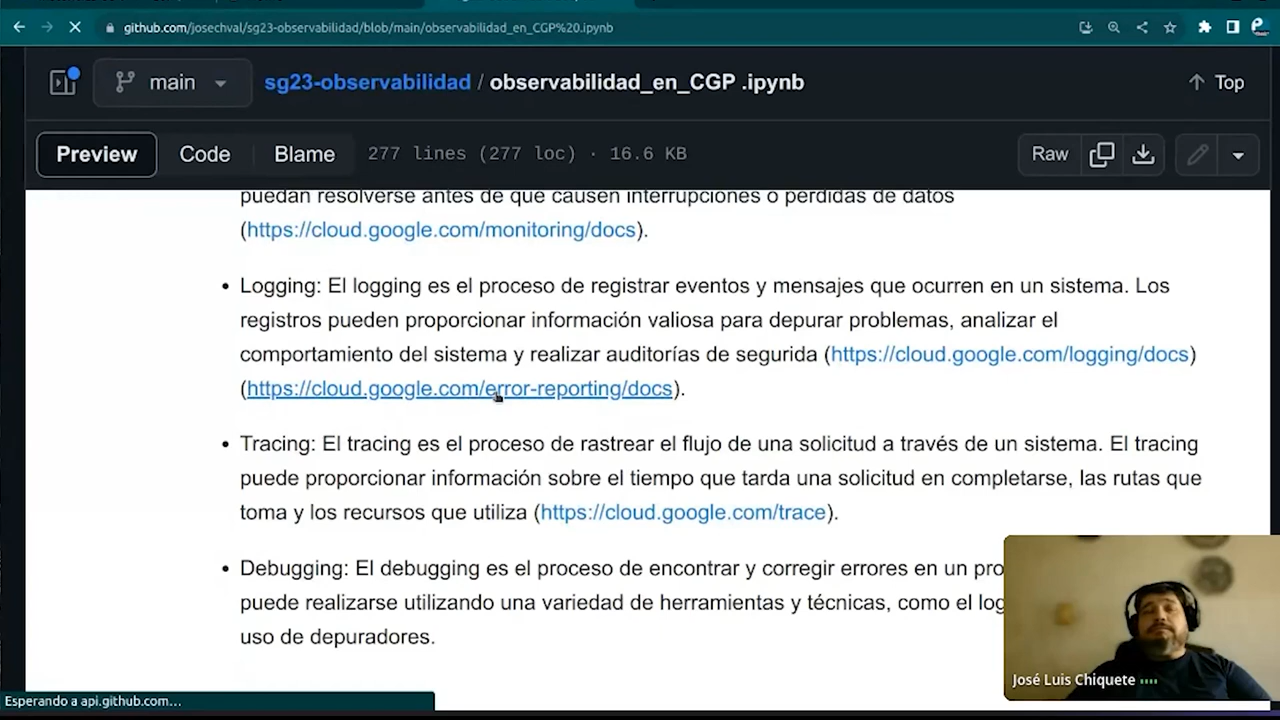 github.com/josechval/sg23-observabilidad/blob/main/observabilidad_en_CGP%20.ipynb
main
sg23-observabilidad / observabilidad_en_CGP .ipynb
Top
Preview
Code
Blame
277 lines (277 loc) · 16.6 KB
Raw
puedan resolverse antes de que causen interrupciones o pérdidas de datos
(https://cloud.google.com/monitoring/docs).
• Logging: El logging es el proceso de registrar eventos y mensajes que ocurren en un sistema. Los
registros pueden proporcionar información valiosa para depurar problemas, analizar el
comportamiento del sistema y realizar auditorías de segurida (https://cloud.google.com/logging/docs)
(https://cloud.google.com/error-reporting/docs).
• Tracing: El tracing es el proceso de rastrear el flujo de una solicitud a través de un sistema. El tracing
puede proporcionar información sobre el tiempo que tarda una solicitud en completarse, las rutas que
toma y los recursos que utiliza (https://cloud.google.com/trace).
• Debugging: El debugging es el proceso de encontrar y corregir errores en un pro
puede realizarse utilizando una variedad de herramientas y técnicas, como el log
uso de depuradores.
José Luis Chiquete
Esperando a api.github.com…